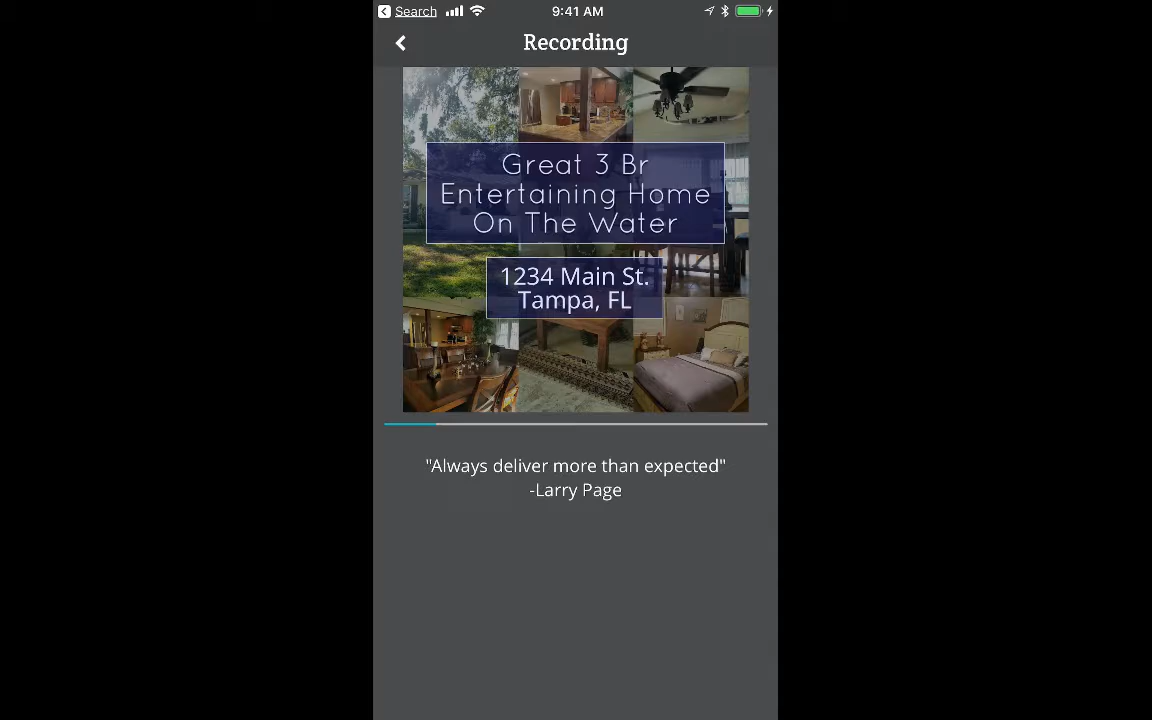 Search
9:41 AM
Recording
Great 3 Br
Entertaining Home
On The Water
1234 Main St.
Tampa, FL
"Always deliver more than expected"
-Larry Page